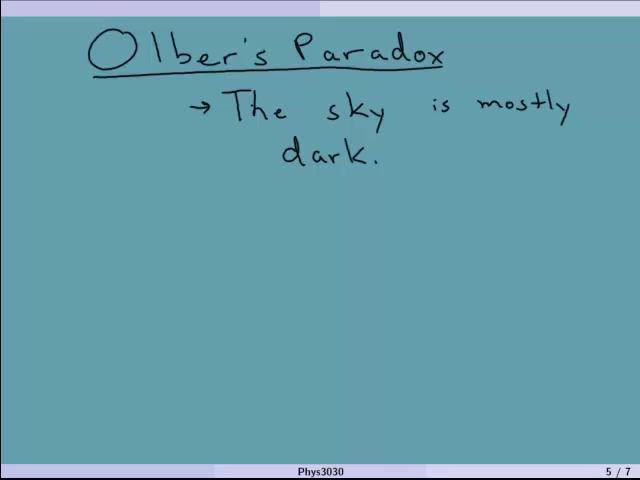 Olber's Paradox
→ The sky is mostly
dark.
Phys3030
5 / 7